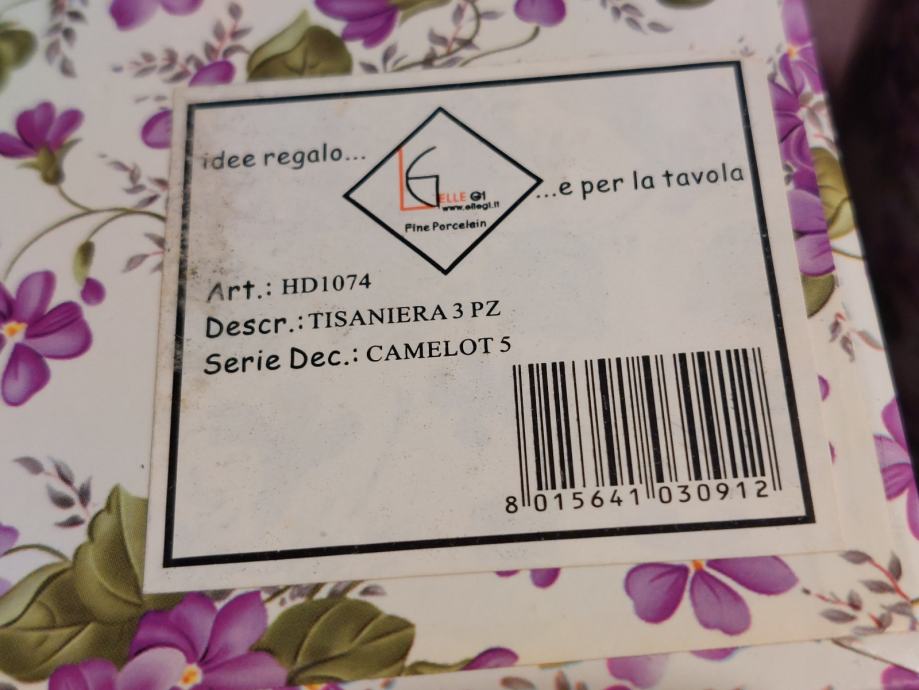 idee regalo...
LG
ELLE GI
www.ellegi.it
Fine Porcelain
...e per la tavola
Art.: HD1074
Descr.: TISANIERA 3 PZ
Serie Dec.: CAMELOT 5
8 015641 030912